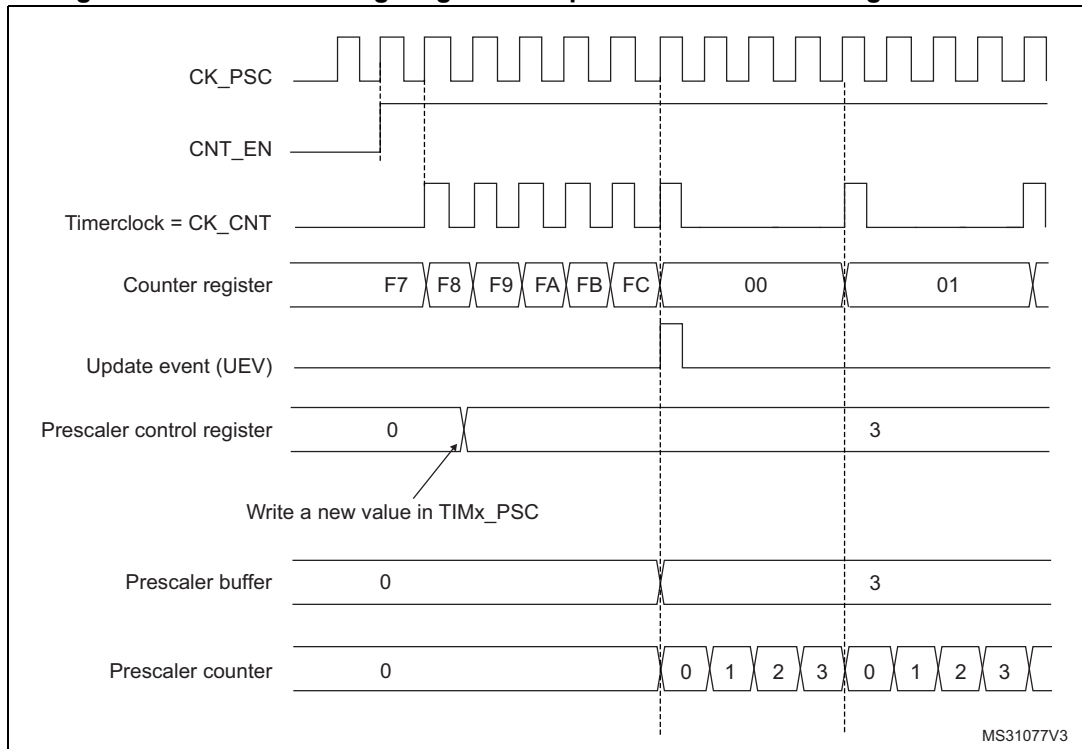 CK_PSC
CNT_EN
Timerclock = CK_CNT
Counter register F7 F8 F9 FA FB FC 00 01
Update event (UEV)
Prescaler control register 0 3
Write a new value in TIMx_PSC
Prescaler buffer 0 3
Prescaler counter 0 0 1 2 3 0 1 2 3
MS31077V3